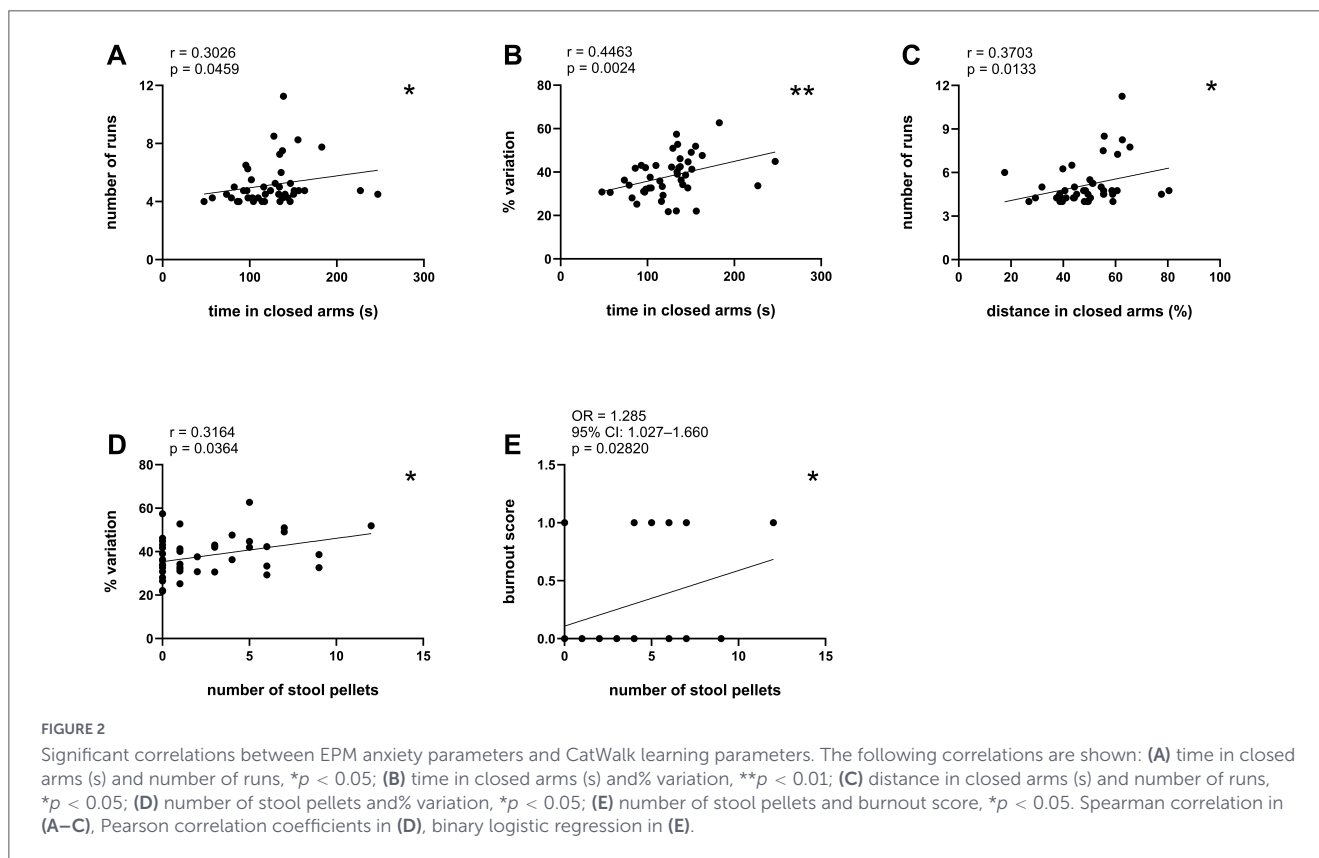 A
r = 0.3026
p = 0.0459
*
number of runs
12
8
4
0
0 100 200 300
time in closed arms (s)
B
r = 0.4463
p = 0.0024
**
% variation
80
60
40
20
0
0 100 200 300
time in closed arms (s)
C
r = 0.3703
p = 0.0133
*
number of runs
12
9
6
3
0
0 20 40 60 80 100
distance in closed arms (%)
D
r = 0.3164
p = 0.0364
*
% variation
80
60
40
20
0
0 5 10 15
number of stool pellets
E
OR = 1.285
95% CI: 1.027–1.660
p = 0.02820
*
burnout score
1.5
1.0
0.5
0.0
0 5 10 15
number of stool pellets
FIGURE 2
Significant correlations between EPM anxiety parameters and CatWalk learning parameters. The following correlations are shown: (A) time in closed
arms (s) and number of runs, *p < 0.05; (B) time in closed arms (s) and% variation, **p < 0.01; (C) distance in closed arms (s) and number of runs,
*p < 0.05; (D) number of stool pellets and% variation, *p < 0.05; (E) number of stool pellets and burnout score, *p < 0.05. Spearman correlation in
(A–C), Pearson correlation coefficients in (D), binary logistic regression in (E).